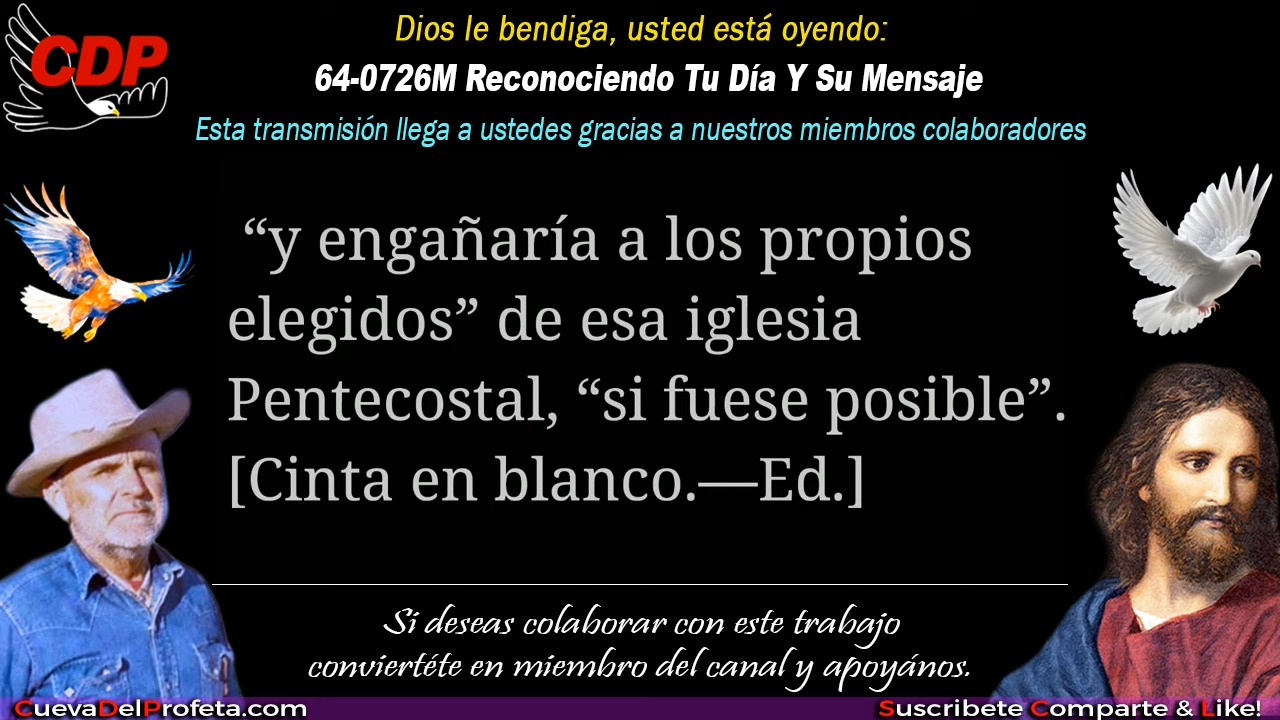 CDP
Dios le bendiga, usted está oyendo:
64-0726M Reconociendo Tu Día Y Su Mensaje
Esta transmisión llega a ustedes gracias a nuestros miembros colaboradores
“y engañaría a los propios
elegidos” de esa iglesia
Pentecostal, “si fuese posible”.
[Cinta en blanco.—Ed.]
Si deseas colaborar con este trabajo
conviertéte en miembro del canal y apoyános.
CuevaDelProfeta.com
Suscribete Comparte & Like!